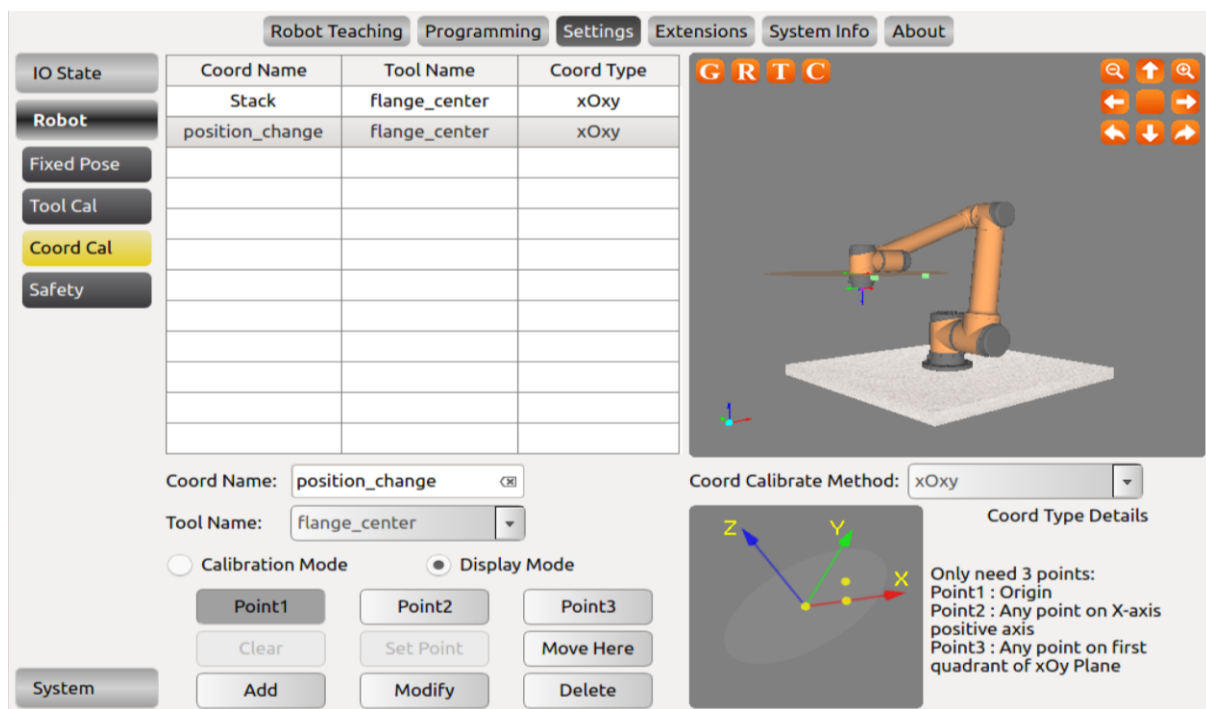 Robot Teaching Programming Settings Extensions System Info About
IO State
Robot
Fixed Pose
Tool Cal
Coord Cal
Safety
System
Coord Name Tool Name Coord Type
Stack flange_center xOxy
position_change flange_center xOxy
G R T C
Coord Name: position_change
Tool Name: flange_center
Calibration Mode Display Mode
Point1 Point2 Point3
Clear Set Point Move Here
Add Modify Delete
Coord Calibrate Method: xOxy
Z Y X
Coord Type Details
Only need 3 points:
Point1 : Origin
Point2 : Any point on X-axis
positive axis
Point3 : Any point on first
quadrant of xOy Plane